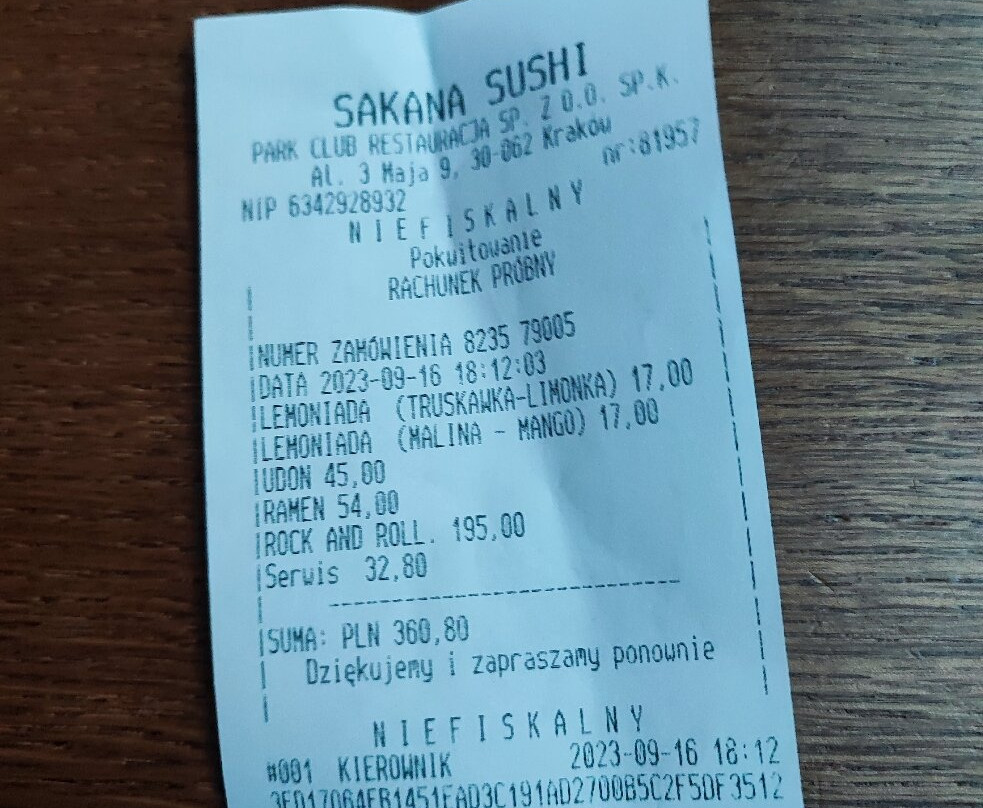 SAKANA SUSHI
PARK CLUB RESTAURACJA SP. Z O.O. SP.K.
Al. 3 Maja 9, 30-062 Kraków
nr:81957
NIP 6342928932
NIEFISKALNY
Pokwitowanie
RACHUNEK PRÓBNY
NUMER ZAMÓWIENIA 8235 79005
DATA 2023-09-16 18:12:03
LEMONIADA (TRUSKAWKA-LIMONKA) 17,00
LEMONIADA (MALINA - MANGO) 17,00
UDON 45,00
RAMEN 54,00
ROCK AND ROLL. 195,00
Serwis 32,80
SUMA: PLN 360,80
Dziękujemy i zapraszamy ponownie
NIEFISKALNY
#001 KIEROWNIK 2023-09-16 18:12